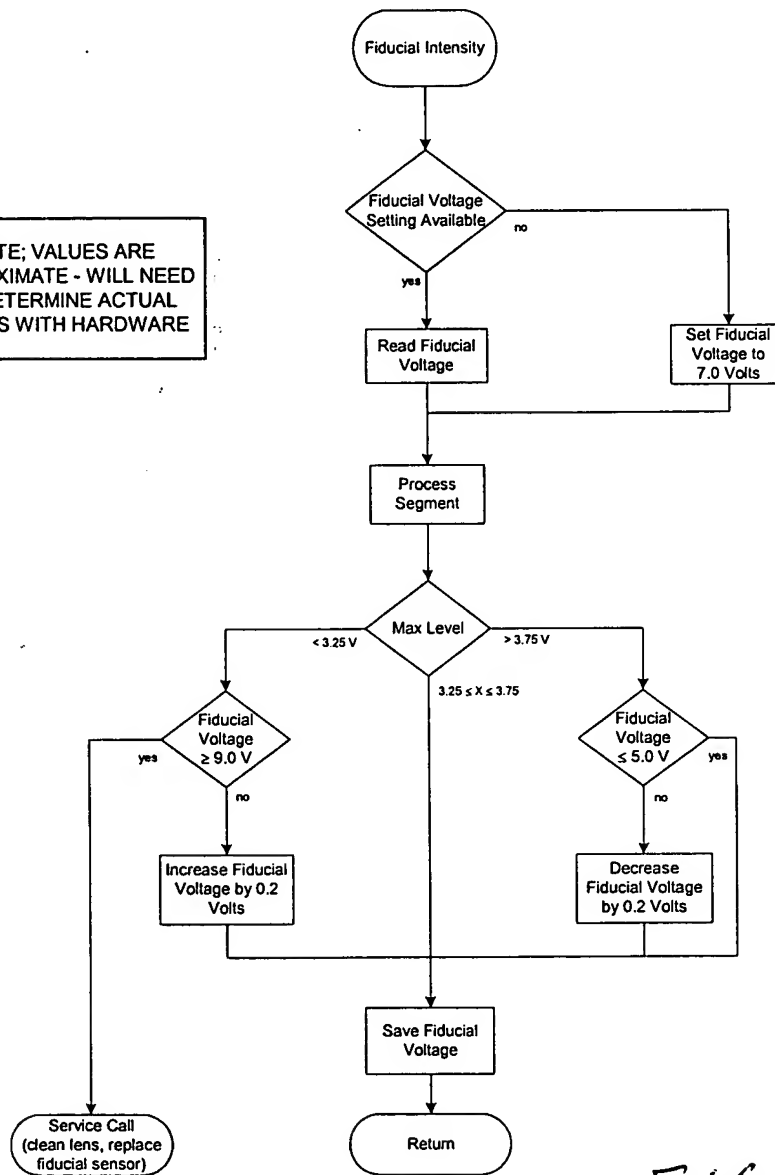 Fiducial Intensity
Fiducial Voltage
Setting Available
no
yes
TE; VALUES ARE
XIMATE - WILL NEED
ETERMINE ACTUAL
S WITH HARDWARE
Read Fiducial
Voltage
Set Fiducial
Voltage to
7.0 Volts
Process
Segment
Max Level
< 3.25 V
> 3.75 V
3.25 ≤ X ≤ 3.75
Fiducial
Voltage
≥ 9.0 V
yes
no
Fiducial
Voltage
≤ 5.0 V
yes
no
Increase Fiducial
Voltage by 0.2
Volts
Decrease
Fiducial Voltage
by 0.2 Volts
Save Fiducial
Voltage
Service Call
(clean lens, replace
fiducial sensor)
Return